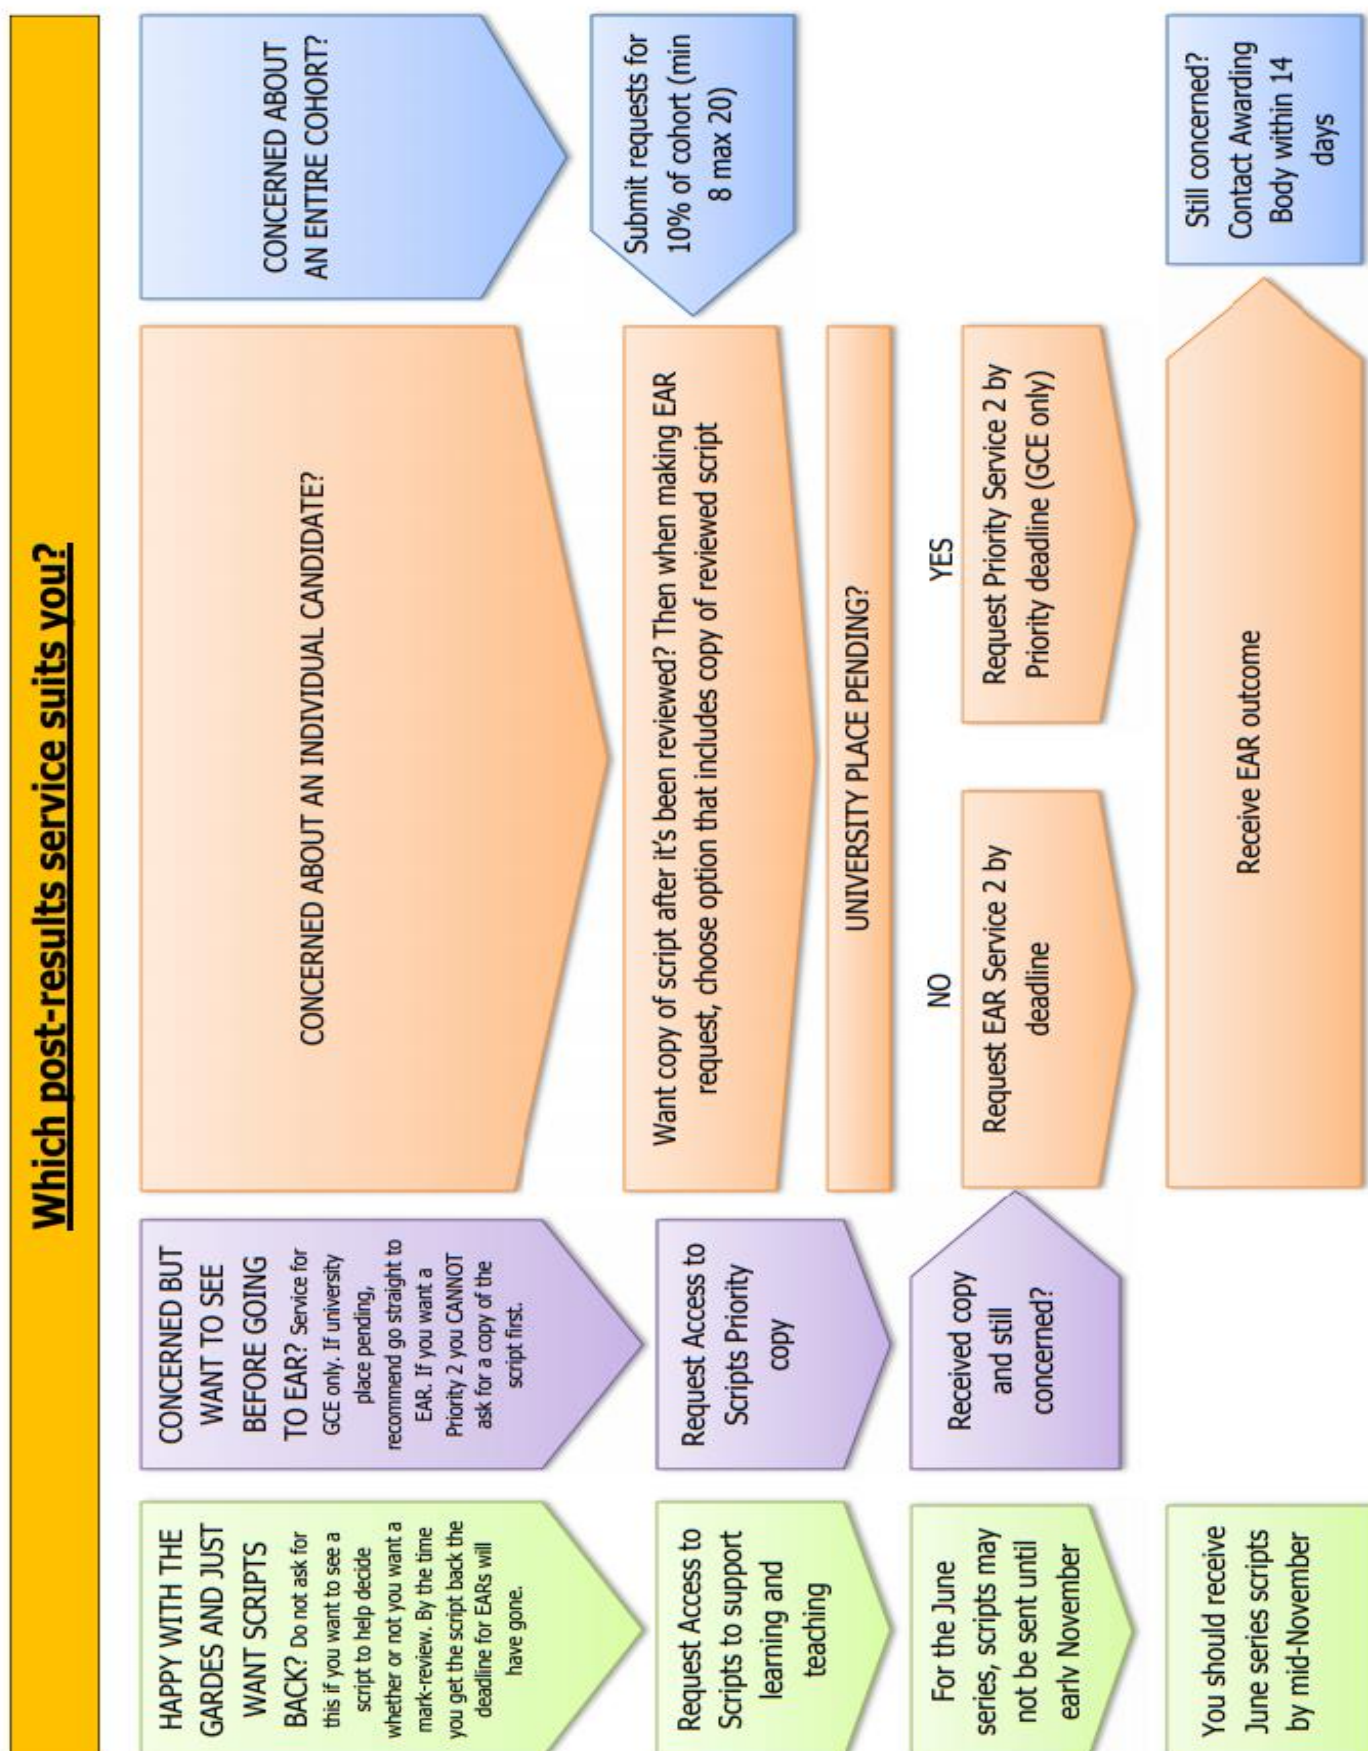 Which post-results service suits you?
HAPPY WITH THE
GARDES AND JUST
WANT SCRIPTS
BACK? Do not ask for
this if you want to see a
script to help decide
whether or not you want a
mark-review. By the time
you get the script back the
deadline for EARs will
have gone.
Request Access to
Scripts to support
learning and
teaching
For the June
series, scripts may
not be sent until
early November
You should receive
June series scripts
by mid-November
CONCERNED BUT
WANT TO SEE
BEFORE GOING
TO EAR? Service for
GCE only. If university
place pending,
recommend go straight to
EAR. If you want a
Priority 2 you CANNOT
ask for a copy of the
script first.
Request Access to
Scripts Priority
copy
Received copy
and still
concerned?
CONCERNED ABOUT AN INDIVIDUAL CANDIDATE?
Want copy of script after it's been reviewed? Then when making EAR
request, choose option that includes copy of reviewed script
UNIVERSITY PLACE PENDING?
NO
Request EAR Service 2 by
deadline
YES
Request Priority Service 2 by
Priority deadline (GCE only)
Receive EAR outcome
CONCERNED ABOUT
AN ENTIRE COHORT?
Submit requests for
10% of cohort (min
8 max 20)
Still concerned?
Contact Awarding
Body within 14
days